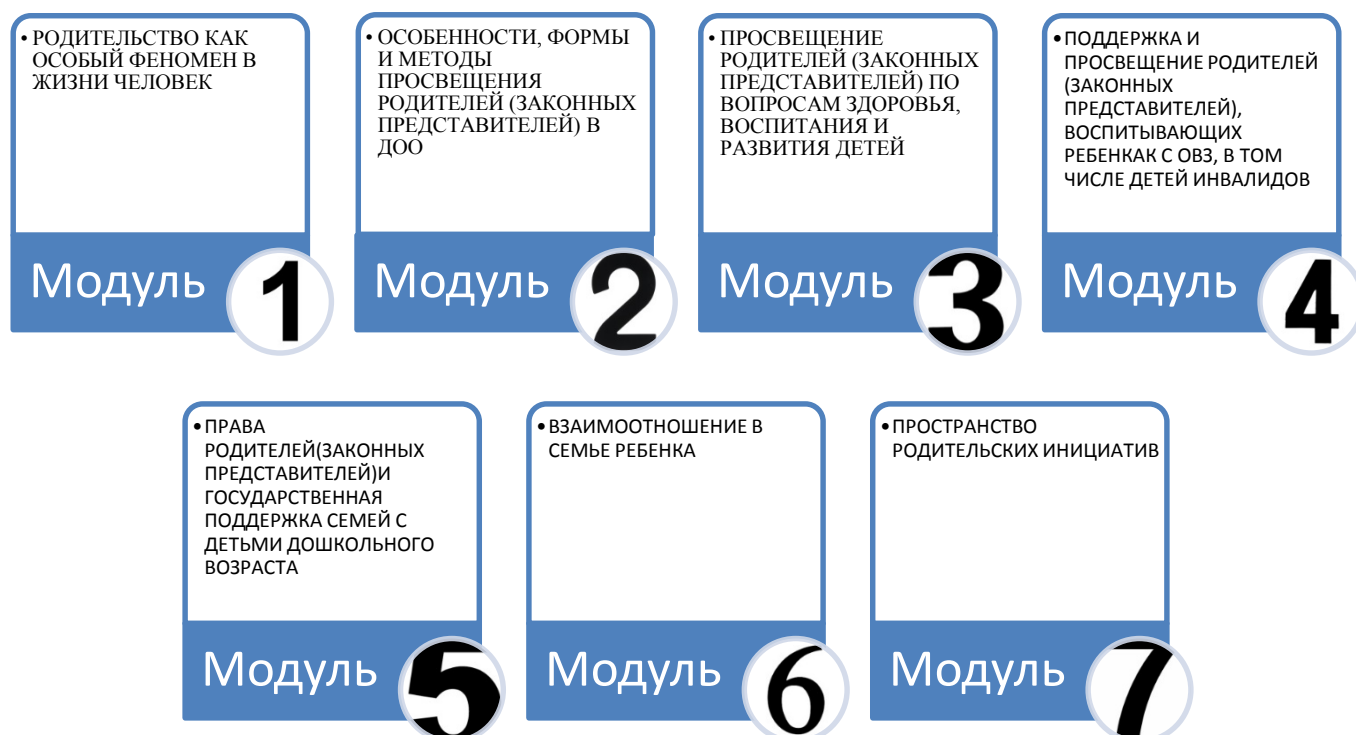 • РОДИТЕЛЬСТВО КАК
ОСОБЫЙ ФЕНОМЕН В
ЖИЗНИ ЧЕЛОВЕК
Модуль 1
• ОСОБЕННОСТИ, ФОРМЫ
И МЕТОДЫ
ПРОСВЕЩЕНИЯ
РОДИТЕЛЕЙ (ЗАКОННЫХ
ПРЕДСТАВИТЕЛЕЙ) В
ДОО
Модуль 2
• ПРОСВЕЩЕНИЕ
РОДИТЕЛЕЙ (ЗАКОННЫХ
ПРЕДСТАВИТЕЛЕЙ) ПО
ВОПРОСАМ ЗДОРОВЬЯ,
ВОСПИТАНИЯ И
РАЗВИТИЯ ДЕТЕЙ
Модуль 3
• ПОДДЕРЖКА И
ПРОСВЕЩЕНИЕ РОДИТЕЛЕЙ
(ЗАКОННЫХ
ПРЕДСТАВИТЕЛЕЙ),
ВОСПИТЫВАЮЩИХ
РЕБЕНКАК С ОВЗ, В ТОМ
ЧИСЛЕ ДЕТЕЙ ИНВАЛИДОВ
Модуль 4
• ПРАВА
РОДИТЕЛЕЙ(ЗАКОННЫХ
ПРЕДСТАВИТЕЛЕЙ)И
ГОСУДАРСТВЕННАЯ
ПОДДЕРЖКА СЕМЕЙ С
ДЕТЬМИ ДОШКОЛЬНОГО
ВОЗРАСТА
Модуль 5
• ВЗАИМООТНОШЕНИЕ В
СЕМЬЕ РЕБЕНКА
Модуль 6
• ПРОСТРАНСТВО
РОДИТЕЛЬСКИХ ИНИЦИАТИВ
Модуль 7